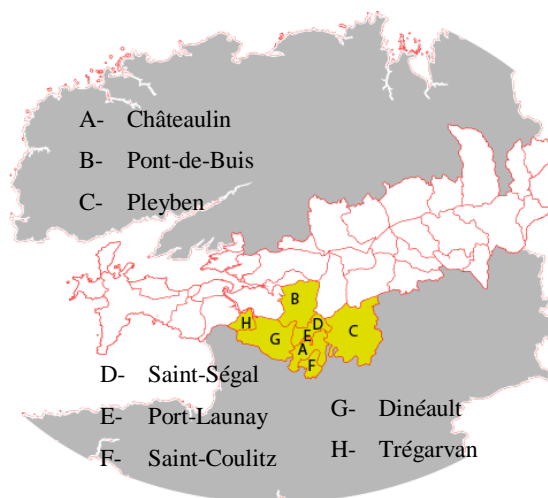 A- Châteaulin
B- Pont-de-Buis
C- Pleyben
B
H
D
G
E
C
A
F
D- Saint-Ségal
E- Port-Launay
F- Saint-Coulitz
G- Dinéault
H- Trégarvan